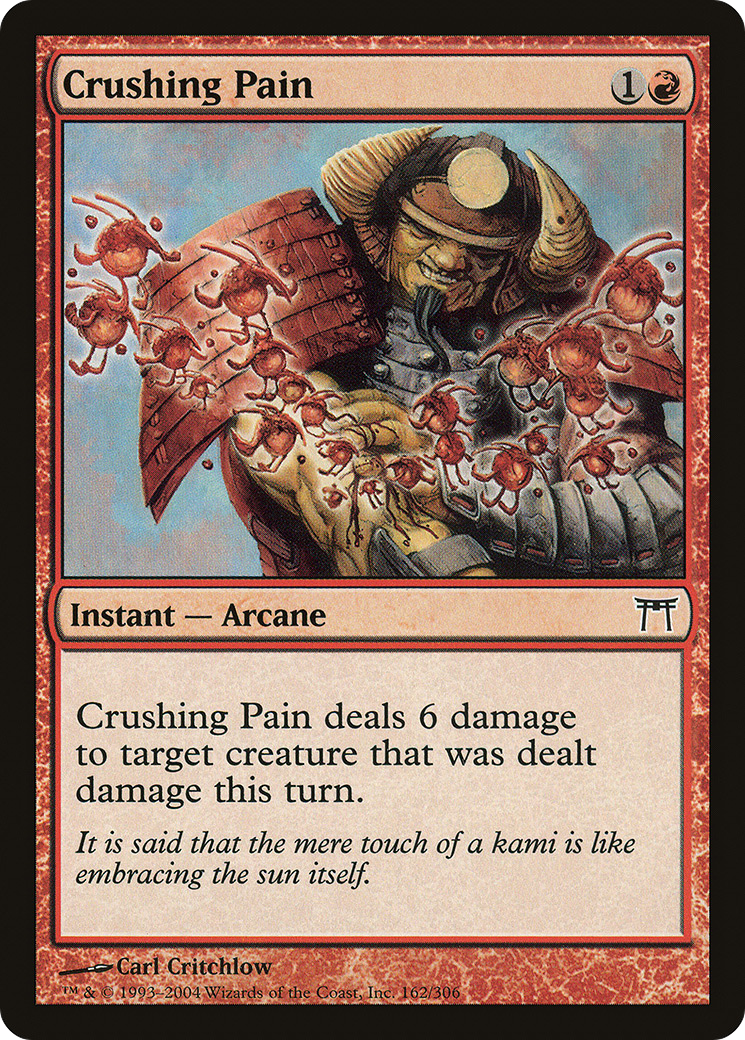 Crushing Pain 1
Instant — Arcane
Crushing Pain deals 6 damage
to target creature that was dealt
damage this turn.
It is said that the mere touch of a kami is like
embracing the sun itself.
Carl Critchlow
™ & © 1993–2004 Wizards of the Coast, Inc. 162/306